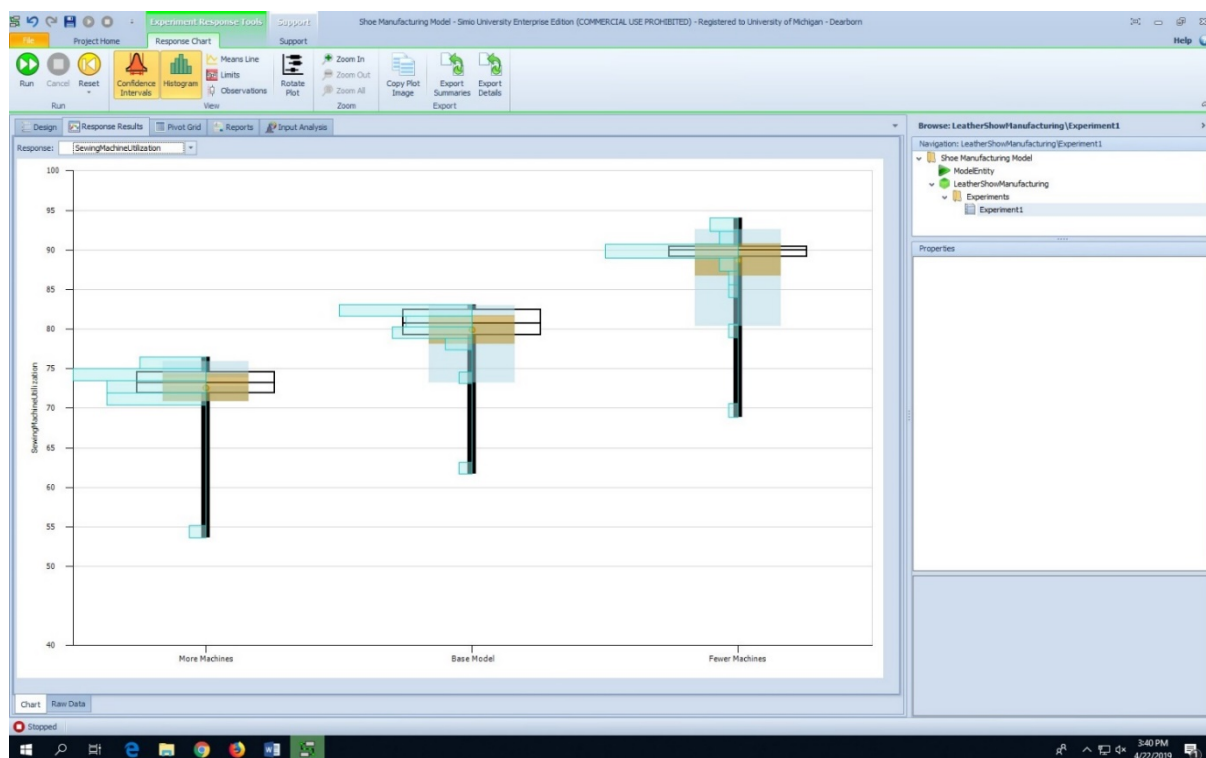 Experiment Response Tools
Support
Shoe Manufacturing Model - Simio University Enterprise Edition (COMMERCIAL USE PROHIBITED) - Registered to University of Michigan - Dearborn
File
Project Home
Response Chart
Support
Help
Run
Cancel
Reset
Confidence Intervals
Histogram
Means Line
Limits
Observations
Rotate Plot
Zoom In
Zoom Out
Zoom All
Copy Plot Image
Export Summaries
Export Details
Run
View
Zoom
Export
Design
Response Results
Pivot Grid
Reports
Input Analysis
Response:
SewingMachineUtilization
100
95
90
85
80
75
70
65
60
55
50
40
SewingMachineUtilization
More Machines
Base Model
Fewer Machines
Chart
Raw Data
Browse: LeatherShowManufacturing\Experiment1
Navigation: LeatherShowManufacturing\Experiment1
Shoe Manufacturing Model
ModelEntity
LeatherShowManufacturing
Experiments
Experiment1
Properties
Stopped
3:40 PM
4/22/2019